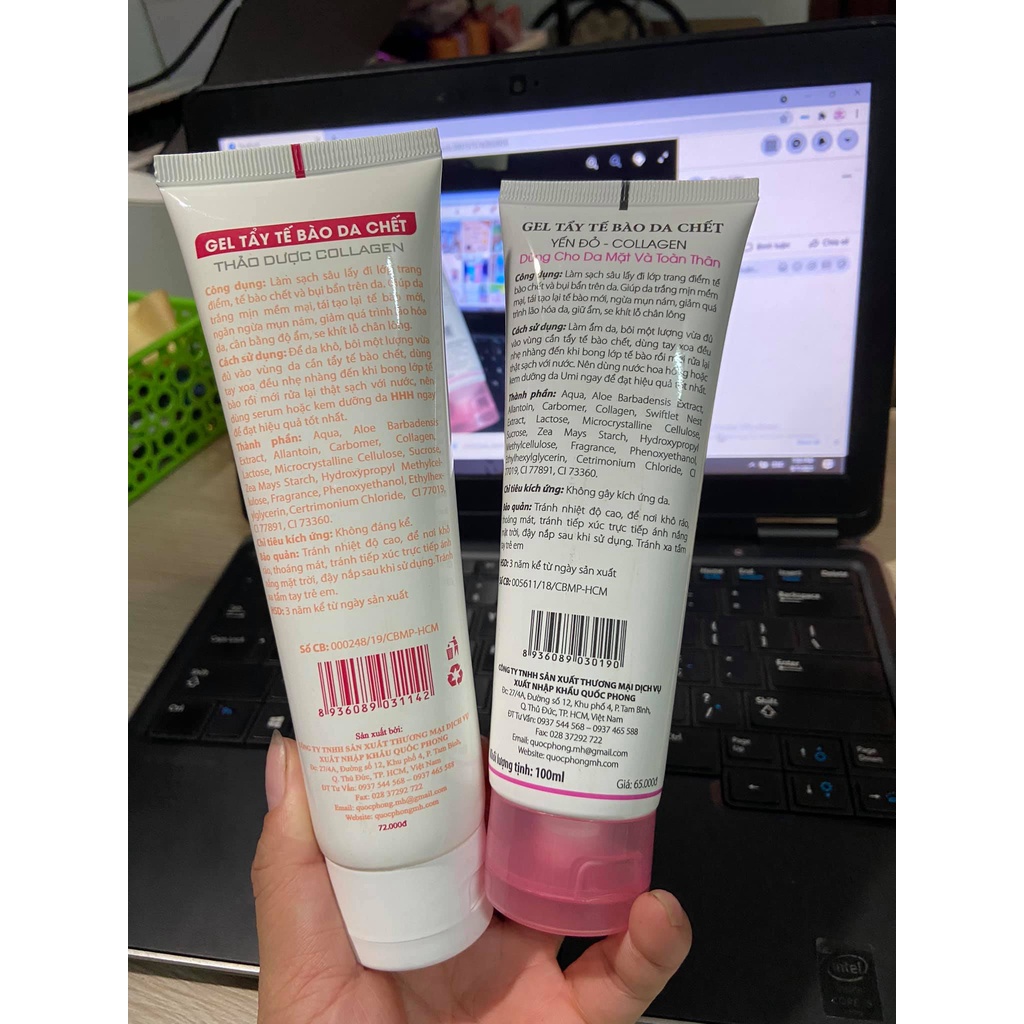 GEL TẨY TẾ BÀO DA CHẾT
THẢO DƯỢC COLLAGEN
Công dụng: Làm sạch sâu lấy đi lớp trang
điểm, tế bào chết và bụi bẩn trên da. Giúp da
trắng mịn mềm mại, tái tạo lại tế bào mới,
ngăn ngừa mụn nám, giảm quá trình lão hóa
da, cân bằng độ ẩm, se khít lỗ chân lông.
Cách sử dụng: Để da khô, bôi một lượng vừa
đủ vào vùng da cần tẩy tế bào chết, dùng
tay xoa đều nhẹ nhàng đến khi bong lớp tế
bào rồi mới rửa lại thật sạch với nước, nên
dùng serum hoặc kem dưỡng da HHH ngay
để đạt hiệu quả tốt nhất.
Thành phần: Aqua, Aloe Barbadensis
Extract, Allantoin, Carbomer, Collagen,
Lactose, Microcrystalline Cellulose, Sucrose,
Zea Mays Starch, Hydroxypropyl Methylcel-
lulose, Fragrance, Phenoxyethanol, Ethylhex-
ylglycerin, Certrimonium Chloride, CI 77019,
CI 77891, CI 73360.
Chỉ tiêu kích ứng: Không đáng kể.
Bảo quản: Tránh nhiệt độ cao, để nơi khô
ráo, thoáng mát, tránh tiếp xúc trực tiếp ánh
nắng mặt trời, đậy nắp sau khi sử dụng. Tránh
xa tầm tay trẻ em.
HSD: 3 năm kể từ ngày sản xuất
Số CB: 000248/19/CBMP-HCM
8 936089 031142
Sản xuất bởi:
CÔNG TY TNHH SẢN XUẤT THƯƠNG MẠI DỊCH VỤ
XUẤT NHẬP KHẨU QUỐC PHONG
Đc: 27/4A, Đường số 12, Khu phố 4, P. Tam Bình,
Q. Thủ Đức, TP. HCM, Việt Nam
ĐT Tư Vấn: 0937 544 568 – 0937 465 588
Fax: 028 37292 722
Email: quocphong.mh@gmail.com
Website: quocphongmh.com
72.000đ
GEL TẨY TẾ BÀO DA CHẾT
YẾN ĐỎ - COLLAGEN
Dùng Cho Da Mặt Và Toàn Thân
Công dụng: Làm sạch sâu lấy đi lớp trang điểm tế
bào chết và bụi bẩn trên da. Giúp da trắng mịn mềm
mại, tái tạo lại tế bào mới, ngừa mụn nám, giảm quá
trình lão hóa da, giữ ẩm, se khít lỗ chân lông
Cách sử dụng: Làm ẩm da, bôi một lượng vừa đủ
vào vùng cần tẩy tế bào chết, dùng tay xoa đều
nhẹ nhàng đến khi bong lớp tế bào rồi mới rửa lại
thật sạch với nước. Nên dùng nước hoa hồng hoặc
kem dưỡng da Umi ngay để đạt hiệu quả tốt nhất.
Thành phần: Aqua, Aloe Barbadensis Extract,
Allantoin, Carbomer, Collagen, Swiftlet Nest
Extract, Lactose, Microcrystalline Cellulose,
Sucrose, Zea Mays Starch, Hydroxypropyl
Methylcellulose, Fragrance, Phenoxyethanol,
Ethylhexylglycerin, Cetrimonium Chloride, CI
77019, CI 77891, CI 73360.
Chỉ tiêu kích ứng: Không gây kích ứng da.
Bảo quản: Tránh nhiệt độ cao, để nơi khô ráo,
thoáng mát, tránh tiếp xúc trực tiếp ánh nắng
mặt trời, đậy nắp sau khi sử dụng. Tránh xa tầm
tay trẻ em
HSD: 3 năm kể từ ngày sản xuất
Số CB: 005611/18/CBMP-HCM
8 936089 030190
CÔNG TY TNHH SẢN XUẤT THƯƠNG MẠI DỊCH VỤ
XUẤT NHẬP KHẨU QUỐC PHONG
Đc: 27/4A, Đường số 12, Khu phố 4, P. Tam Bình,
Q. Thủ Đức, TP. HCM, Việt Nam
ĐT Tư Vấn: 0937 544 568 – 0937 465 588
Fax: 028 37292 722
Email: quocphong.mh@gmail.com
Website: quocphongmh.com
Khối lượng tịnh: 100ml
Giá: 65.000đ
Home
End
Insert
Delete
Backspace
Enter
Shift
Ctrl
Alt
intel